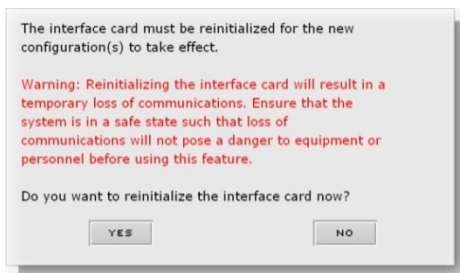 The interface card must be reinitialized for the new
configuration(s) to take effect.
Warning: Reinitializing the interface card will result in a
temporary loss of communications. Ensure that the
system is in a safe state such that loss of
communications will not pose a danger to equipment or
personnel before using this feature.
Do you want to reinitialize the interface card now?
YES NO